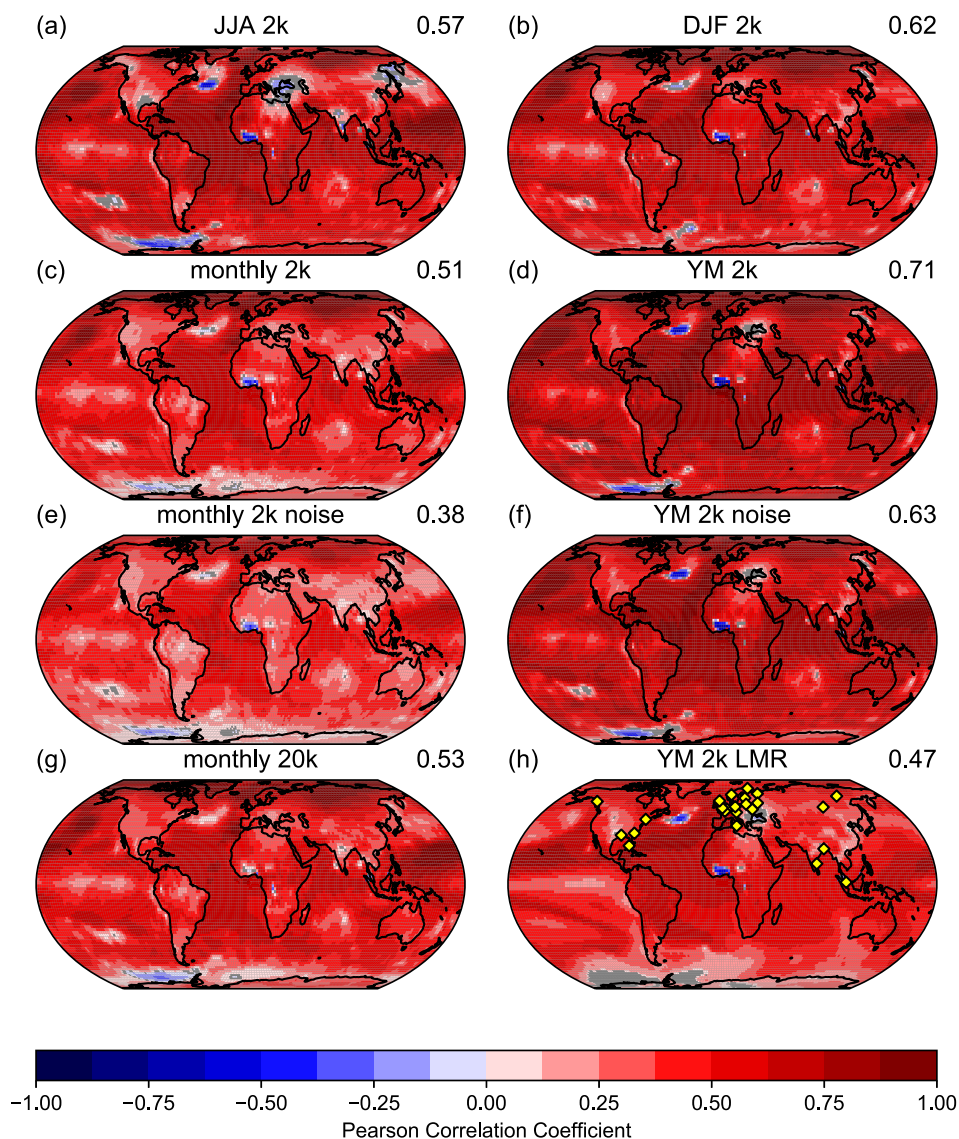 (a) JJA 2k 0.57
(b) DJF 2k 0.62
(c) monthly 2k 0.51
(d) YM 2k 0.71
(e) monthly 2k noise 0.38
(f) YM 2k noise 0.63
(g) monthly 20k 0.53
(h) YM 2k LMR 0.47
−1.00 −0.75 −0.50 −0.25 0.00 0.25 0.50 0.75 1.00
Pearson Correlation Coefficient